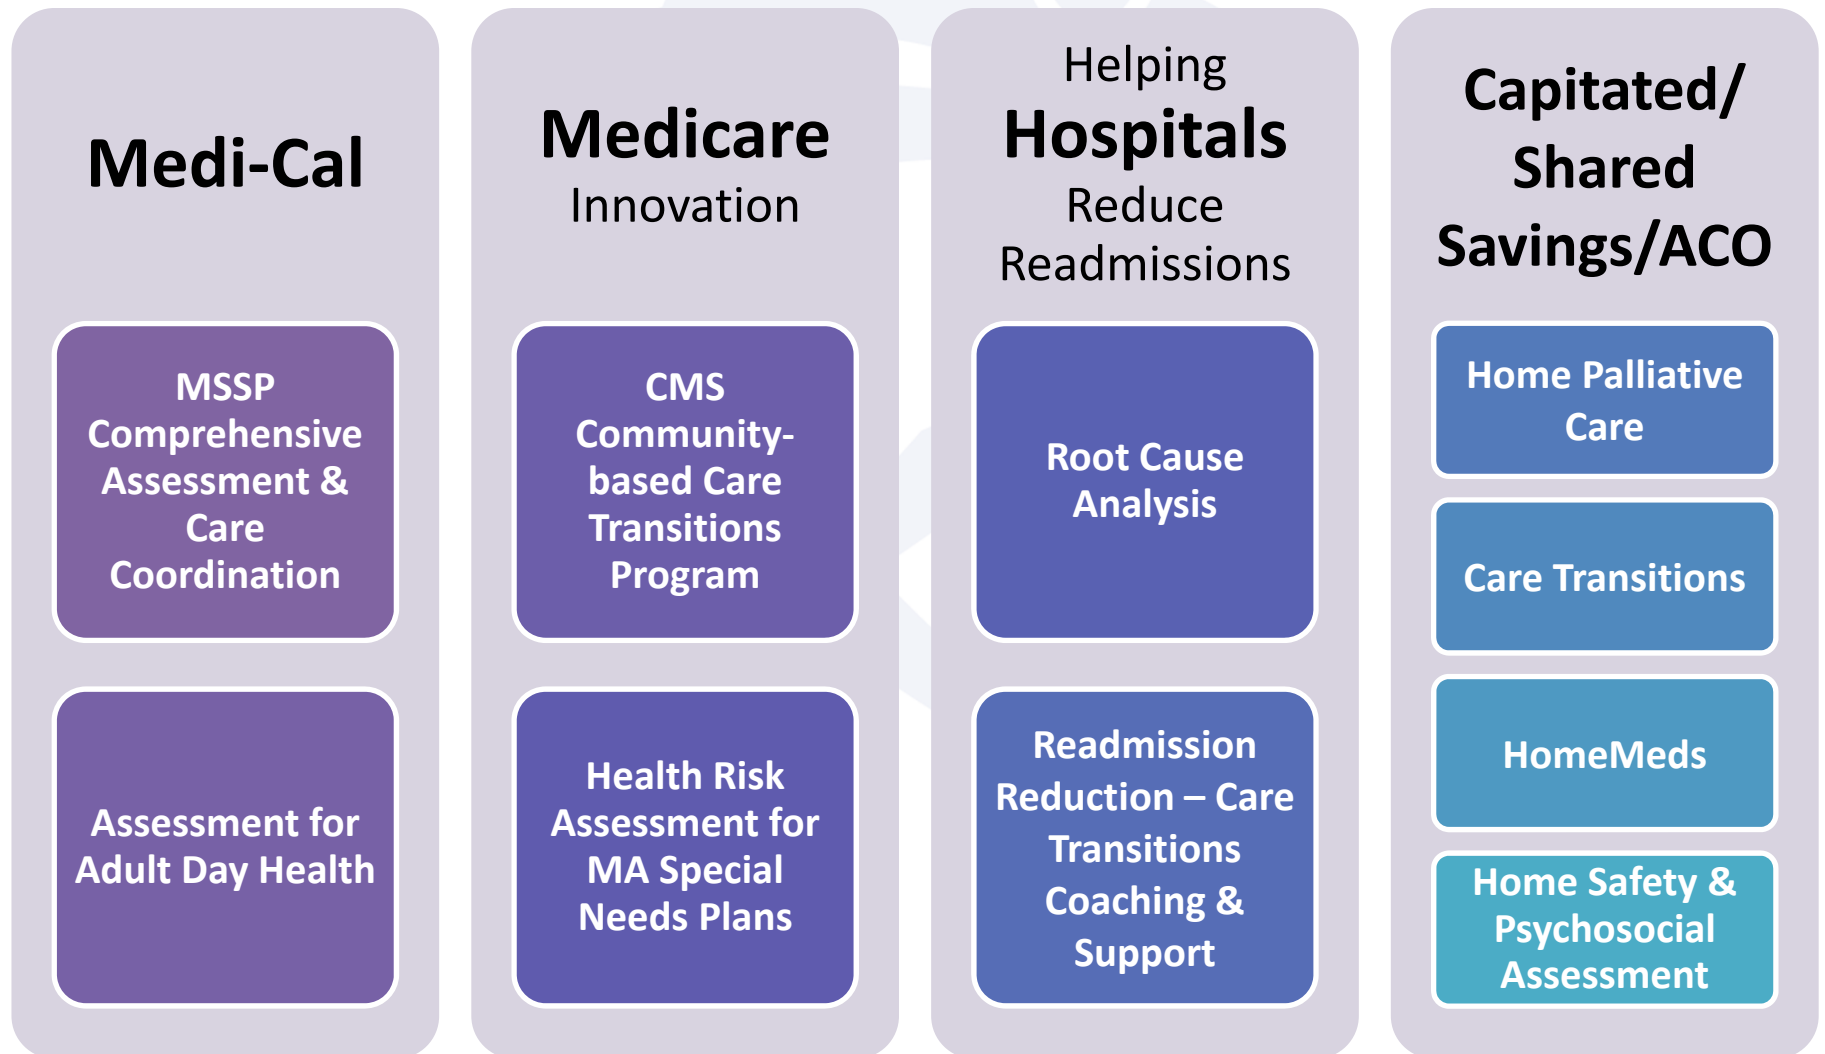 Medi-Cal
MSSP
Comprehensive
Assessment &
Care
Coordination
Assessment for
Adult Day Health
Medicare
Innovation
CMS
Community-
based Care
Transitions
Program
Health Risk
Assessment for
MA Special
Needs Plans
Helping
Hospitals
Reduce
Readmissions
Root Cause
Analysis
Readmission
Reduction – Care
Transitions
Coaching &
Support
Capitated/
Shared
Savings/ACO
Home Palliative
Care
Care Transitions
HomeMeds
Home Safety &
Psychosocial
Assessment